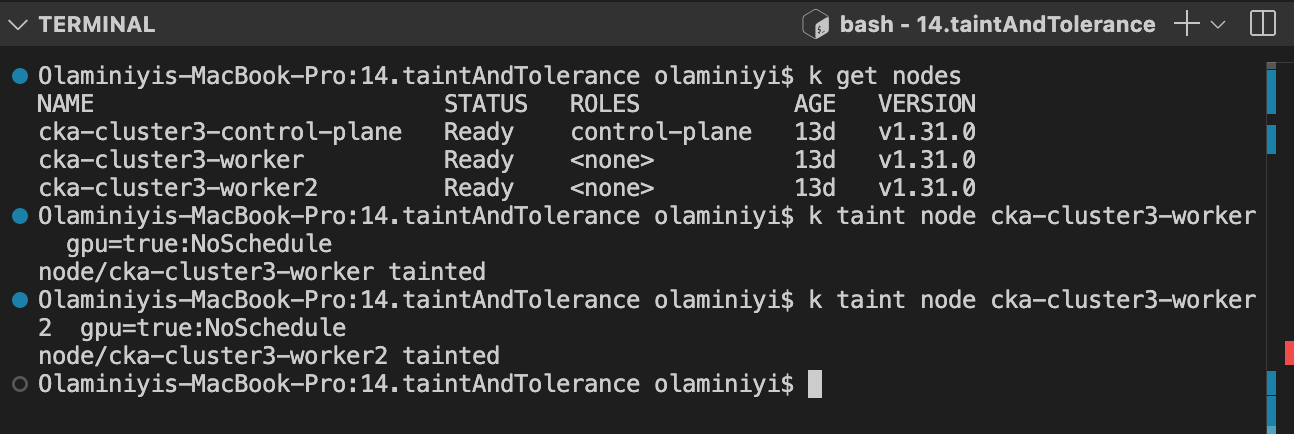 TERMINAL
bash - 14.taintAndTolerance
Olaminiyis-MacBook-Pro:14.taintAndTolerance olaminiyi$ k get nodes
NAME STATUS ROLES AGE VERSION
cka-cluster3-control-plane Ready control-plane 13d v1.31.0
cka-cluster3-worker Ready <none> 13d v1.31.0
cka-cluster3-worker2 Ready <none> 13d v1.31.0
Olaminiyis-MacBook-Pro:14.taintAndTolerance olaminiyi$ k taint node cka-cluster3-worker
gpu=true:NoSchedule
node/cka-cluster3-worker tainted
Olaminiyis-MacBook-Pro:14.taintAndTolerance olaminiyi$ k taint node cka-cluster3-worker
2 gpu=true:NoSchedule
node/cka-cluster3-worker2 tainted
Olaminiyis-MacBook-Pro:14.taintAndTolerance olaminiyi$